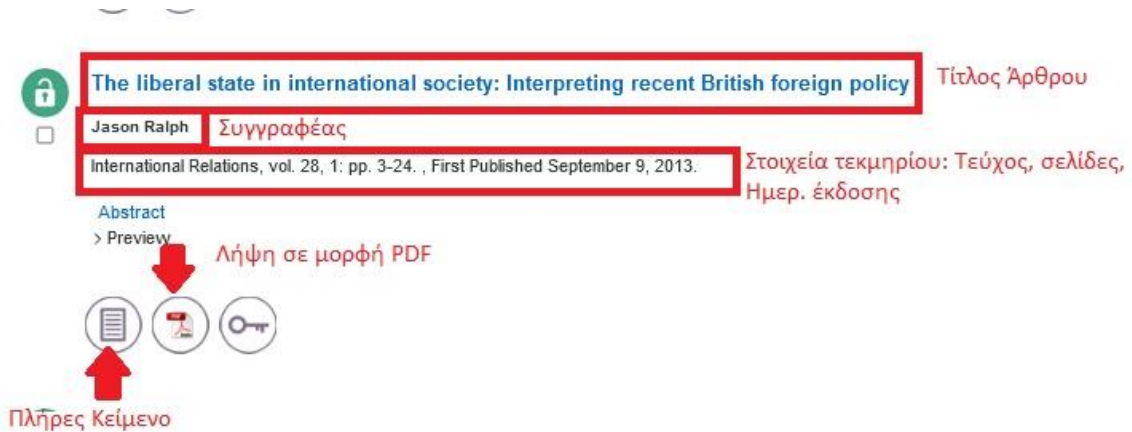 The liberal state in international society: Interpreting recent British foreign policy
Τίτλος Άρθρου
Jason Ralph
Συγγραφέας
International Relations, vol. 28, 1: pp. 3-24. , First Published September 9, 2013.
Στοιχεία τεκμηρίου: Τεύχος, σελίδες,
Ημερ. έκδοσης
Abstract
> Preview
Λήψη σε μορφή PDF
Πλήρες Κείμενο